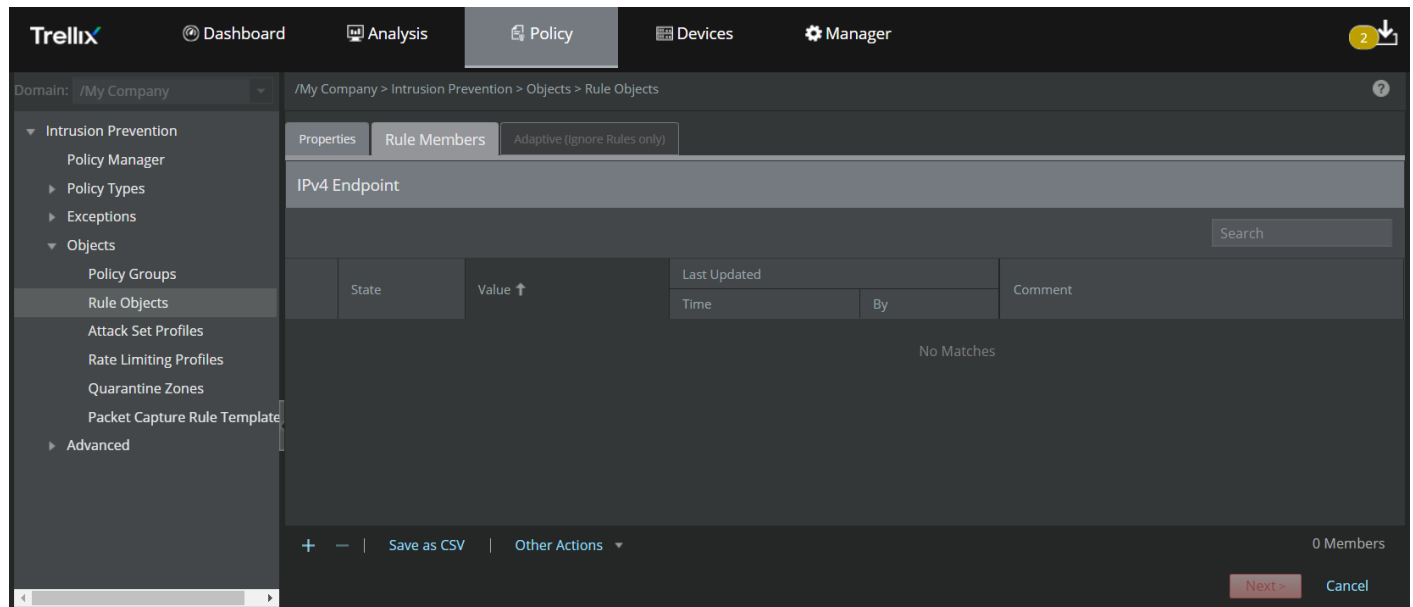 Trellix Dashboard Analysis Policy Devices Manager 2
Domain: /My Company
/My Company > Intrusion Prevention > Objects > Rule Objects ?
Intrusion Prevention
Policy Manager
Policy Types
Exceptions
Objects
Policy Groups
Rule Objects
Attack Set Profiles
Rate Limiting Profiles
Quarantine Zones
Packet Capture Rule Template
Advanced
Properties Rule Members Adaptive (Ignore Rules only)
IPv4 Endpoint
Search
State Value Last Updated Comment
Time By
No Matches
+ — | Save as CSV | Other Actions 0 Members
Next > Cancel